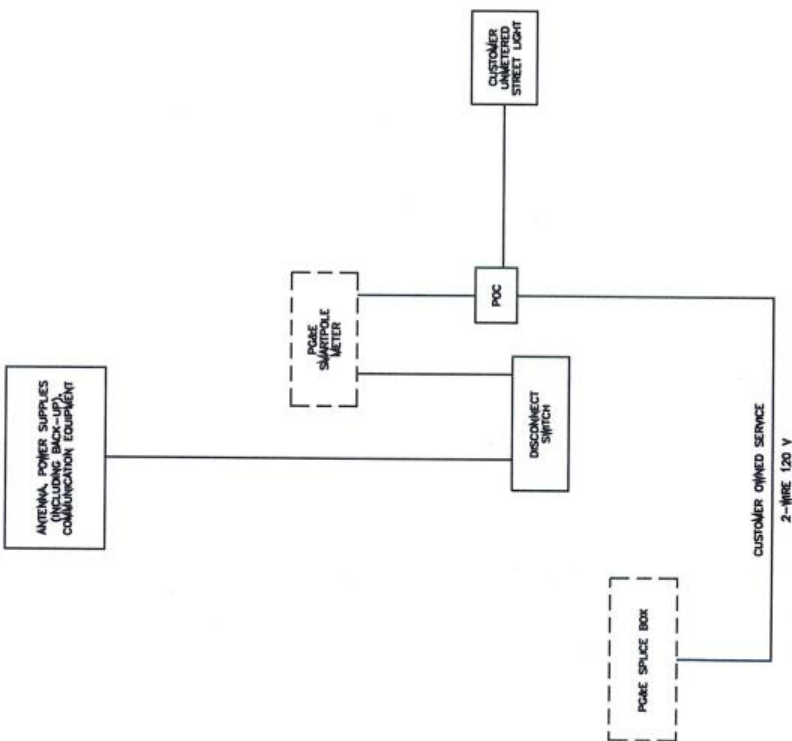 CUSTOMER
UNMETERED
STREET LIGHT
PG&E
SMARTPOLE
METER
POC
ANTENNA, POWER SUPPLIES
(INCLUDING BACK-UP),
COMMUNICATION EQUIPMENT
DISCONNECT
SWITCH
CUSTOMER OWNED SERVICE
2-WIRE 120 V
PG&E SPLICE BOX